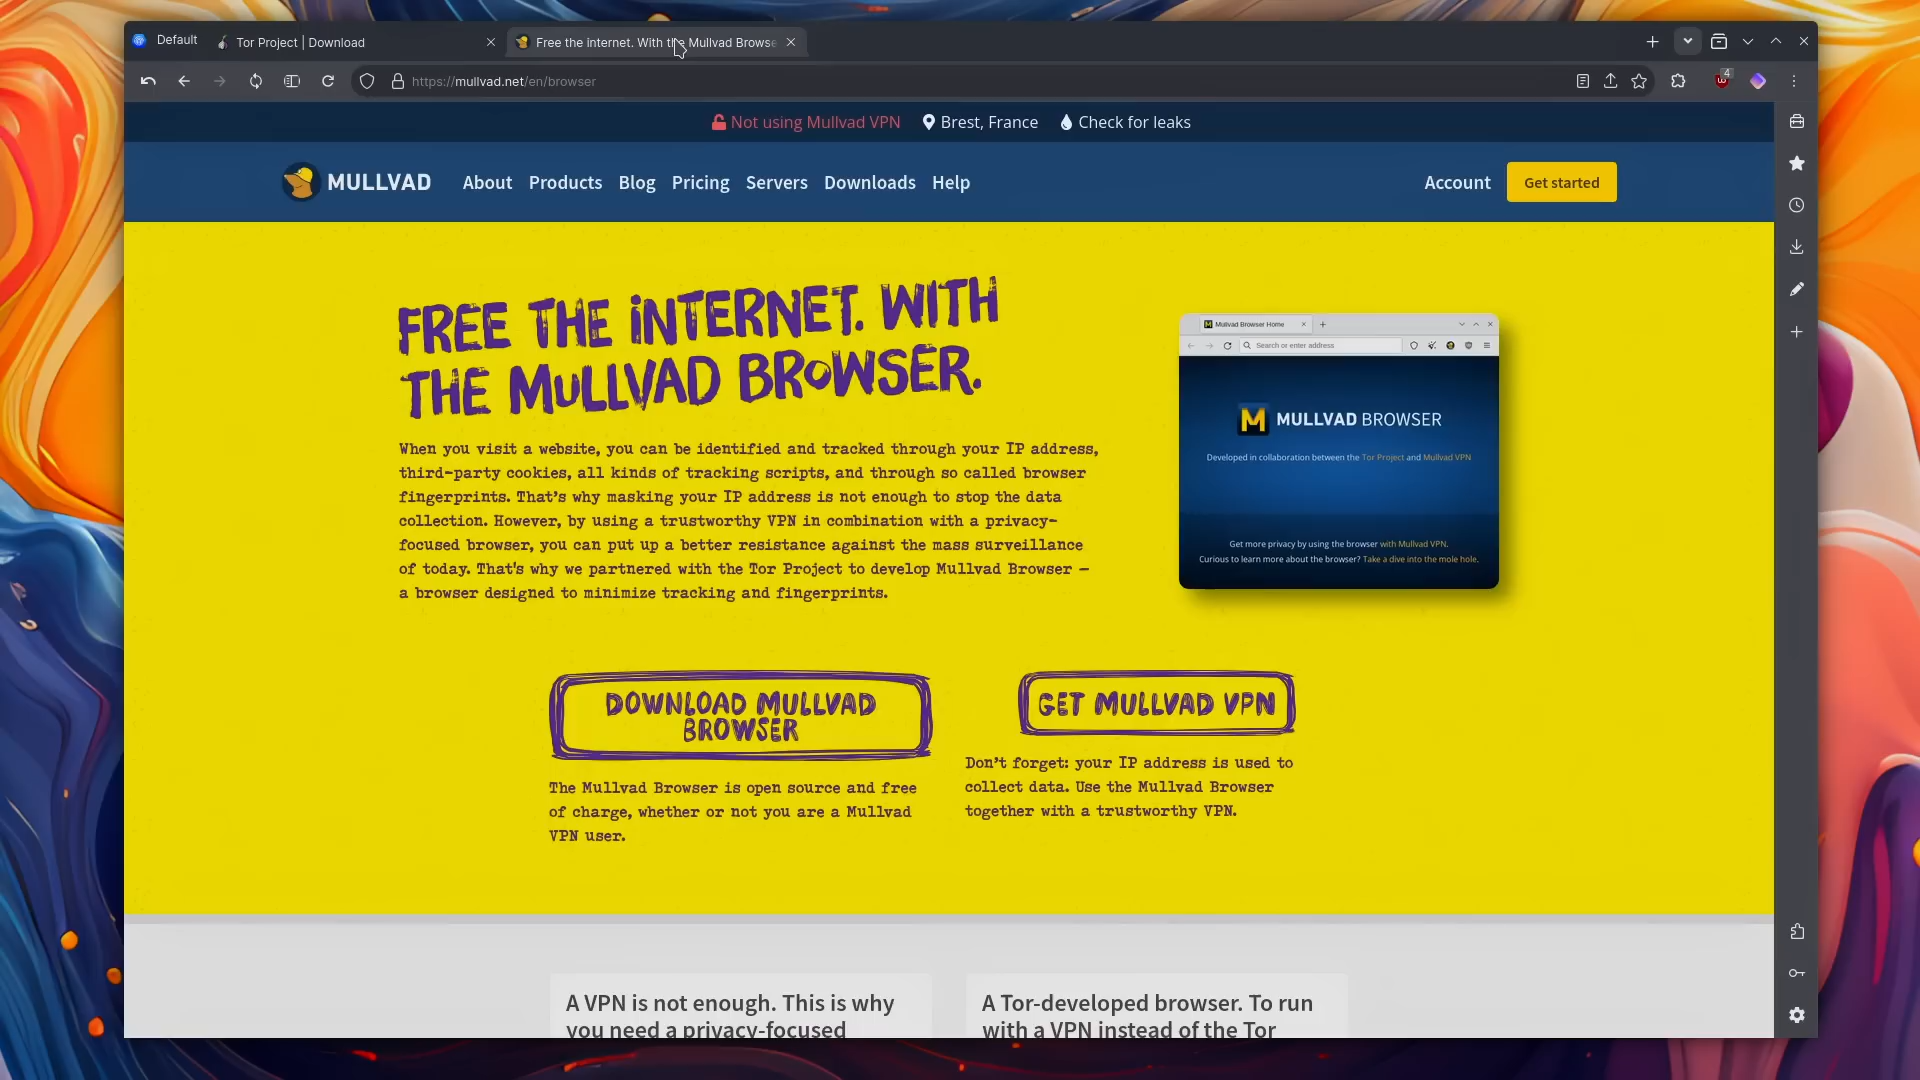 Default
Tor Project | Download
Free the internet. With the Mullvad Browse
https://mullvad.net/en/browser
4
Not using Mullvad VPN
Brest, France
Check for leaks
MULLVAD
About
Products
Blog
Pricing
Servers
Downloads
Help
Account
Get started
FREE THE iNTERNET. WITH
THE MULLVAD BROWSER.
When you visit a website, you can be identified and tracked through your IP address,
third-party cookies, all kinds of tracking scripts, and through so called browser
fingerprints. That's why masking your IP address is not enough to stop the data
collection. However, by using a trustworthy VPN in combination with a privacy-
focused browser, you can put up a better resistance against the mass surveillance
of today. That's why we partnered with the Tor Project to develop Mullvad Browser —
a browser designed to minimize tracking and fingerprints.
Mullvad Browser Home
Search or enter address
M MULLVAD BROWSER
Developed in collaboration between the Tor Project and Mullvad VPN
Get more privacy by using the browser with Mullvad VPN.
Curious to learn more about the browser? Take a dive into the mole hole.
DOWNLOAD MULLVAD
BROWSER
The Mullvad Browser is open source and free
of charge, whether or not you are a Mullvad
VPN user.
GET MULLVAD VPN
Don't forget: your IP address is used to
collect data. Use the Mullvad Browser
together with a trustworthy VPN.
A VPN is not enough. This is why
you need a privacy-focused
A Tor-developed browser. To run
with a VPN instead of the Tor